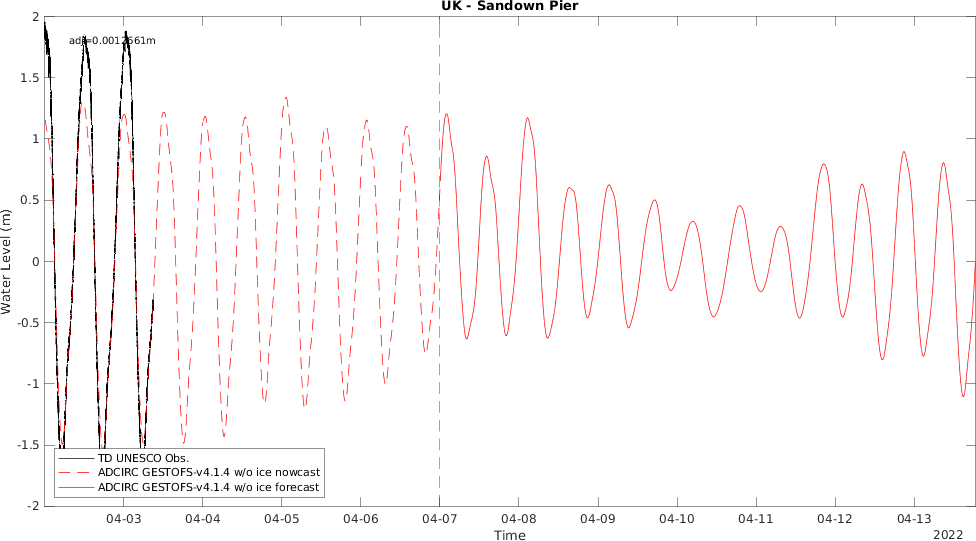 UK - Sandown Pier
2
1.5
1
0.5
0
-0.5
-1
-1.5
-2
Water Level (m)
TD UNESCO Obs.
ADCIRC GESTOFS-v4.1.4 w/o ice nowcast
ADCIRC GESTOFS-v4.1.4 w/o ice forecast
04-03 04-04 04-05 04-06 04-07 04-08 04-09 04-10 04-11 04-12 04-13
Time
2022